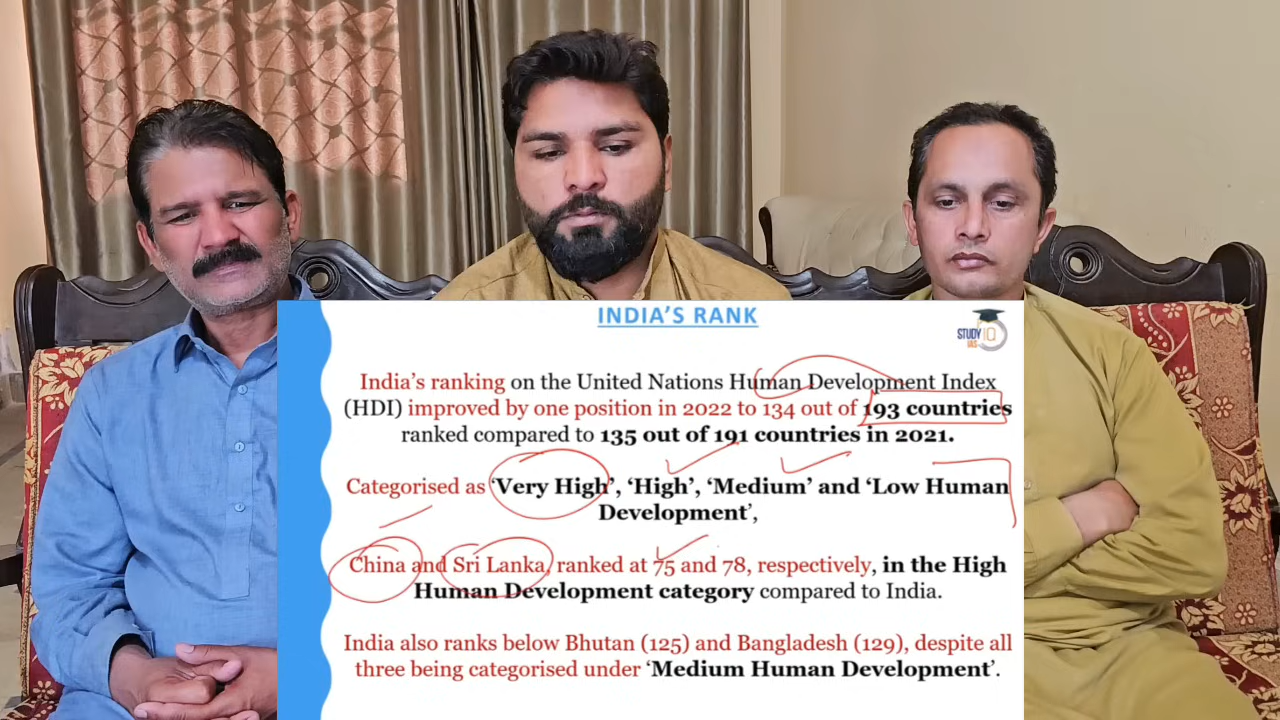 INDIA'S RANK
STUDY IQ
IAS
India's ranking on the United Nations Human Development Index
(HDI) improved by one position in 2022 to 134 out of 193 countries
ranked compared to 135 out of 191 countries in 2021.
Categorised as 'Very High', 'High', 'Medium' and 'Low Human
Development',
China and Sri Lanka, ranked at 75 and 78, respectively, in the High
Human Development category compared to India.
India also ranks below Bhutan (125) and Bangladesh (129), despite all
three being categorised under 'Medium Human Development'.